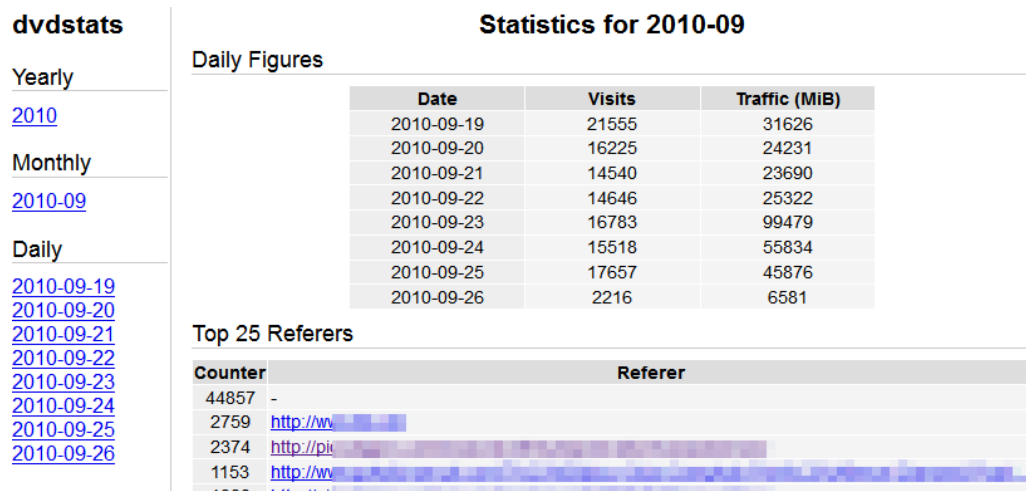 dvdstats
Yearly
2010
Monthly
2010-09
Daily
2010-09-19
2010-09-20
2010-09-21
2010-09-22
2010-09-23
2010-09-24
2010-09-25
2010-09-26
Statistics for 2010-09
Daily Figures
Date Visits Traffic (MiB)
2010-09-19 21555 31626
2010-09-20 16225 24231
2010-09-21 14540 23690
2010-09-22 14646 25322
2010-09-23 16783 99479
2010-09-24 15518 55834
2010-09-25 17657 45876
2010-09-26 2216 6581
Top 25 Referers
Counter Referer
44857 -
2759
2374
1153